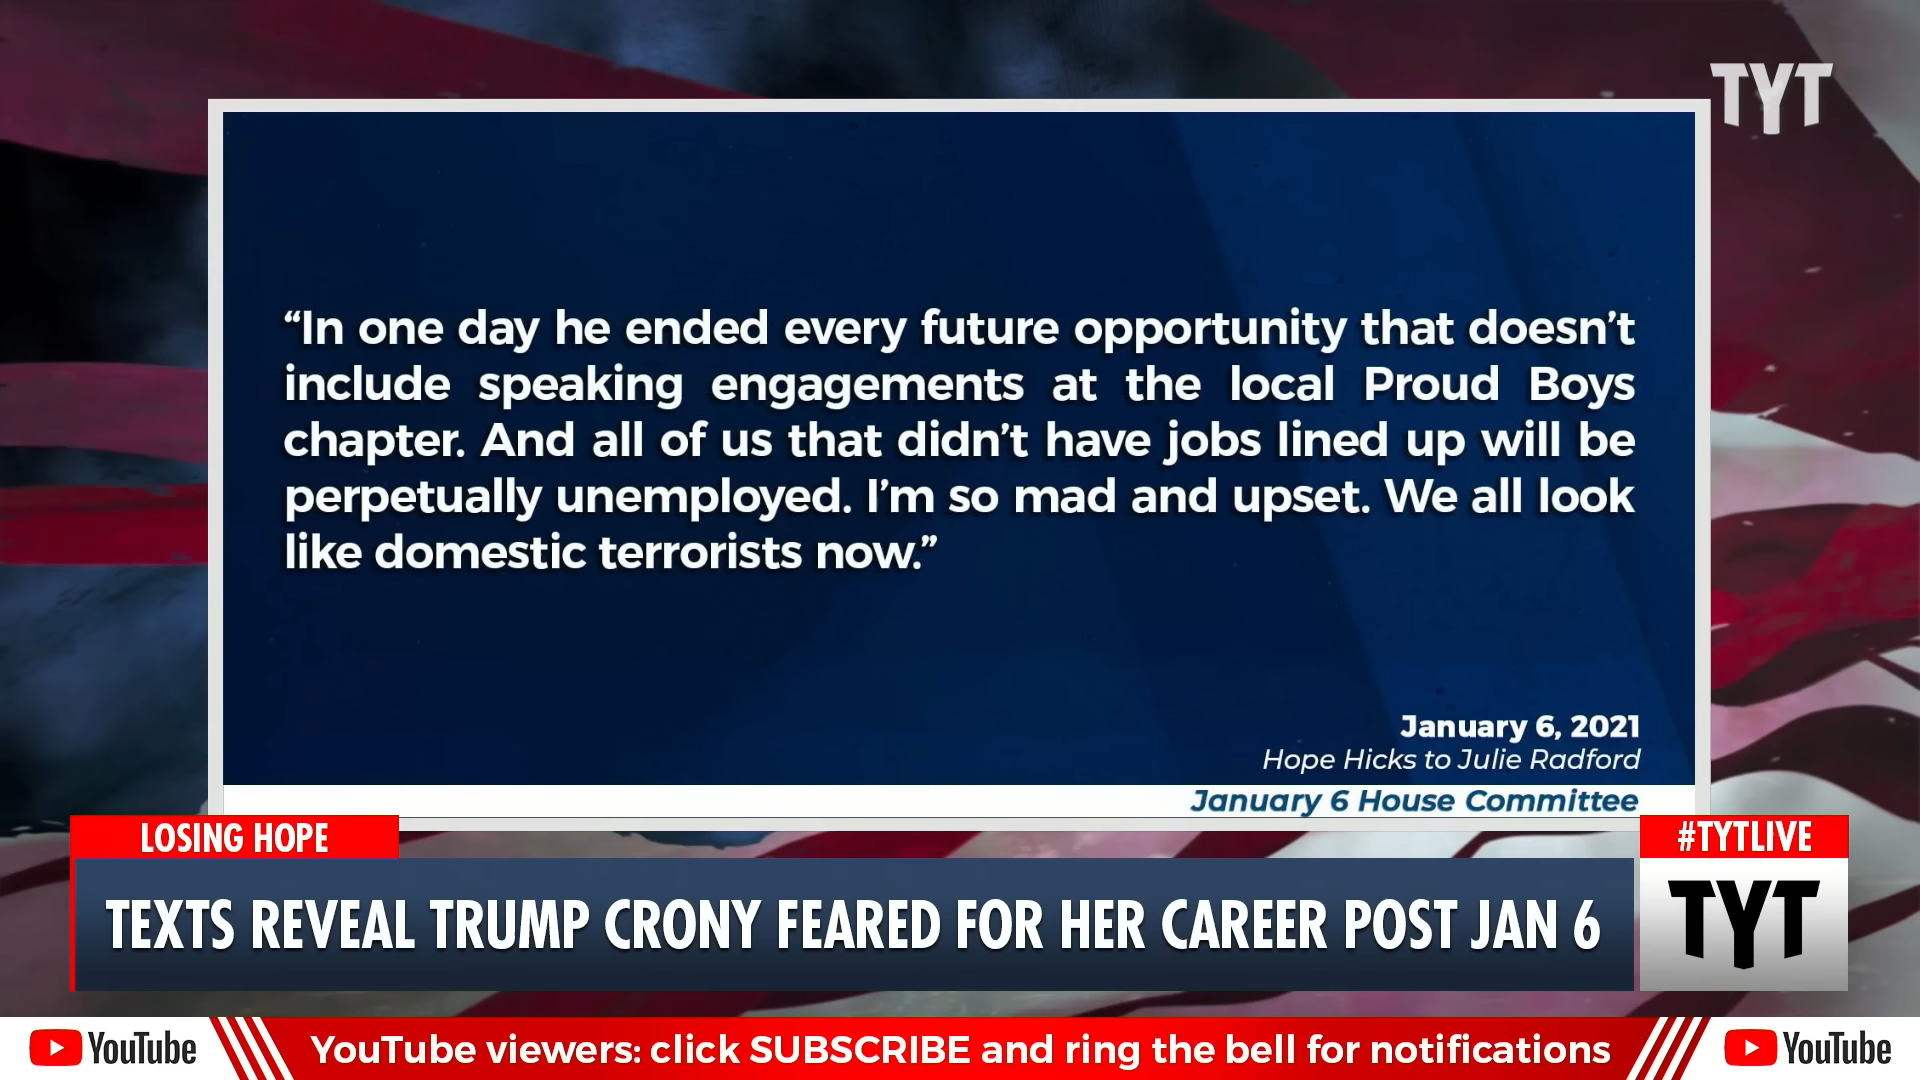 TYT
“In one day he ended every future opportunity that doesn’t
include speaking engagements at the local Proud Boys
chapter. And all of us that didn’t have jobs lined up will be
perpetually unemployed. I’m so mad and upset. We all look
like domestic terrorists now.”
January 6, 2021
Hope Hicks to Julie Radford
January 6 House Committee
LOSING HOPE
#TYTLIVE
TEXTS REVEAL TRUMP CRONY FEARED FOR HER CAREER POST JAN 6
TYT
YouTube
YouTube viewers: click SUBSCRIBE and ring the bell for notifications
YouTube